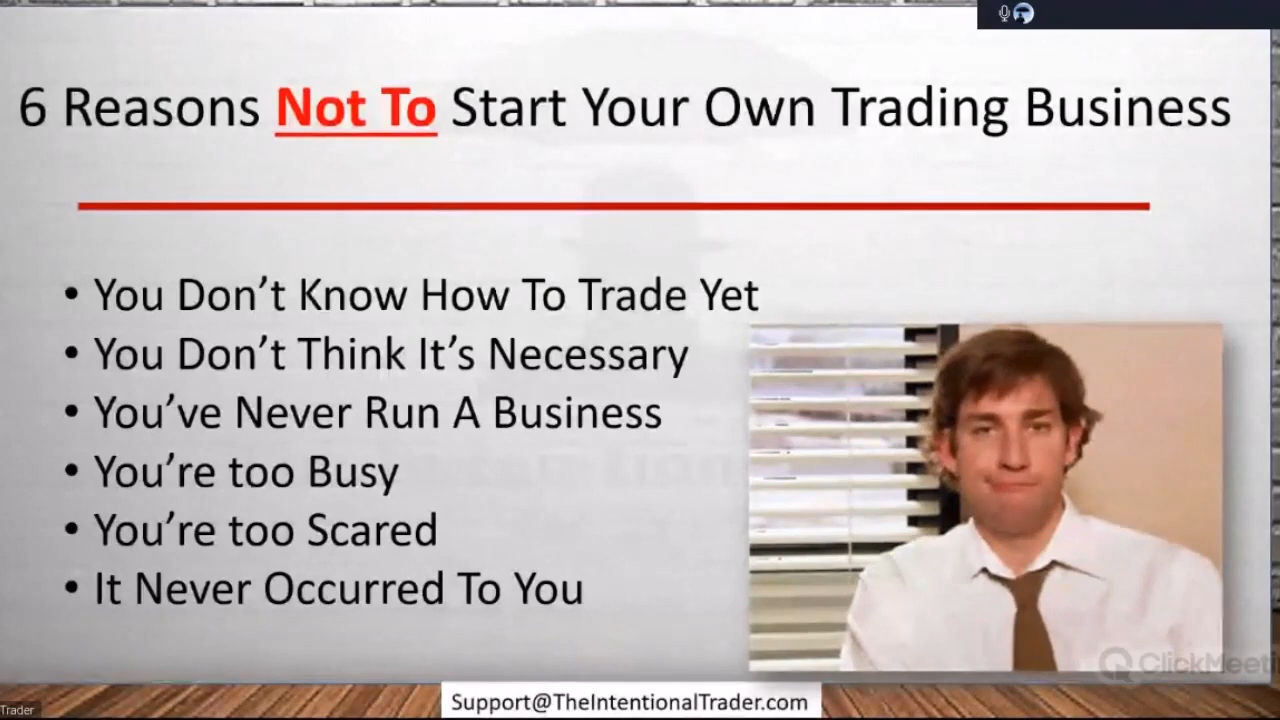 6 Reasons Not To Start Your Own Trading Business
• You Don’t Know How To Trade Yet
• You Don’t Think It’s Necessary
• You’ve Never Run A Business
• You’re too Busy
• You’re too Scared
• It Never Occurred To You
ClickMeeti
Support@TheIntentionalTrader.com
Trader